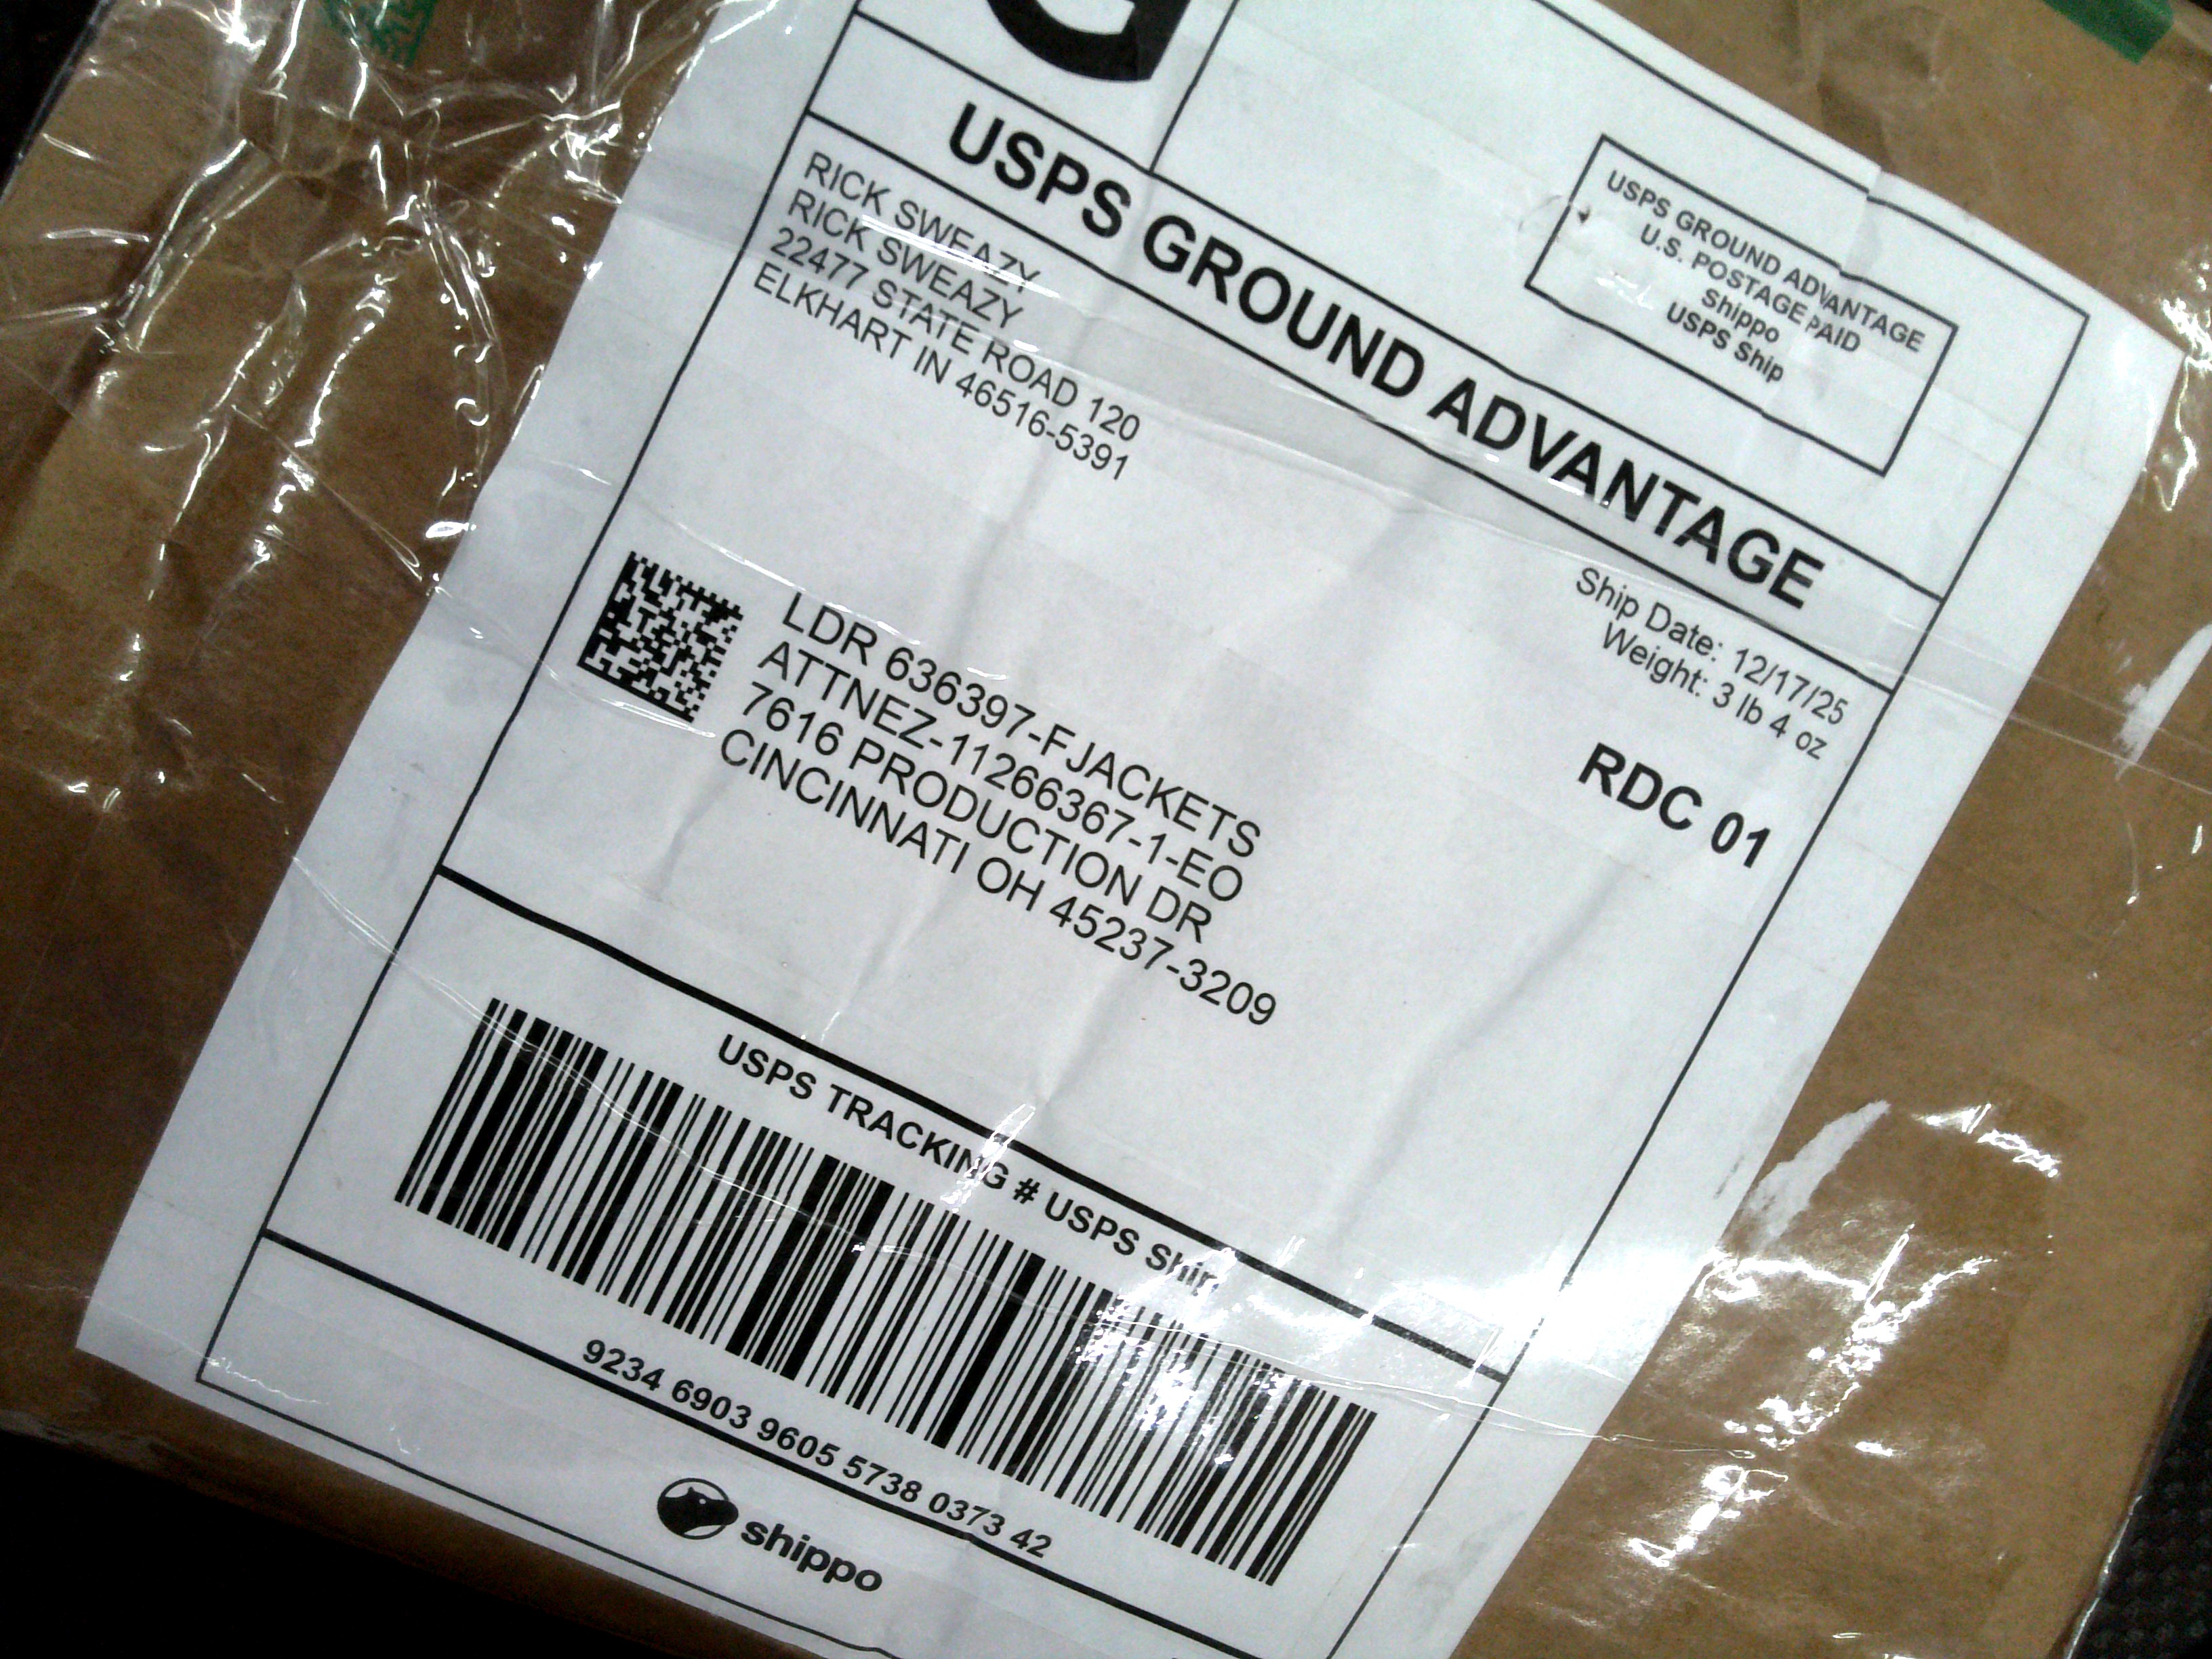 G
USPS GROUND ADVANTAGE
U.S. POSTAGE PAID
Shippo
USPS Ship
USPS GROUND ADVANTAGE
RICK SWEAZY
RICK SWEAZY
22477 STATE ROAD 120
ELKHART IN 46516-5391
Ship Date: 12/17/25
Weight: 3 lb 4 oz
RDC 01
LDR 636397-FJACKETS
ATTNEZ-11266367-1-EO
7616 PRODUCTION DR
CINCINNATI OH 45237-3209
USPS TRACKING # USPS Ship
9234 6903 9605 5738 0373 42
shippo